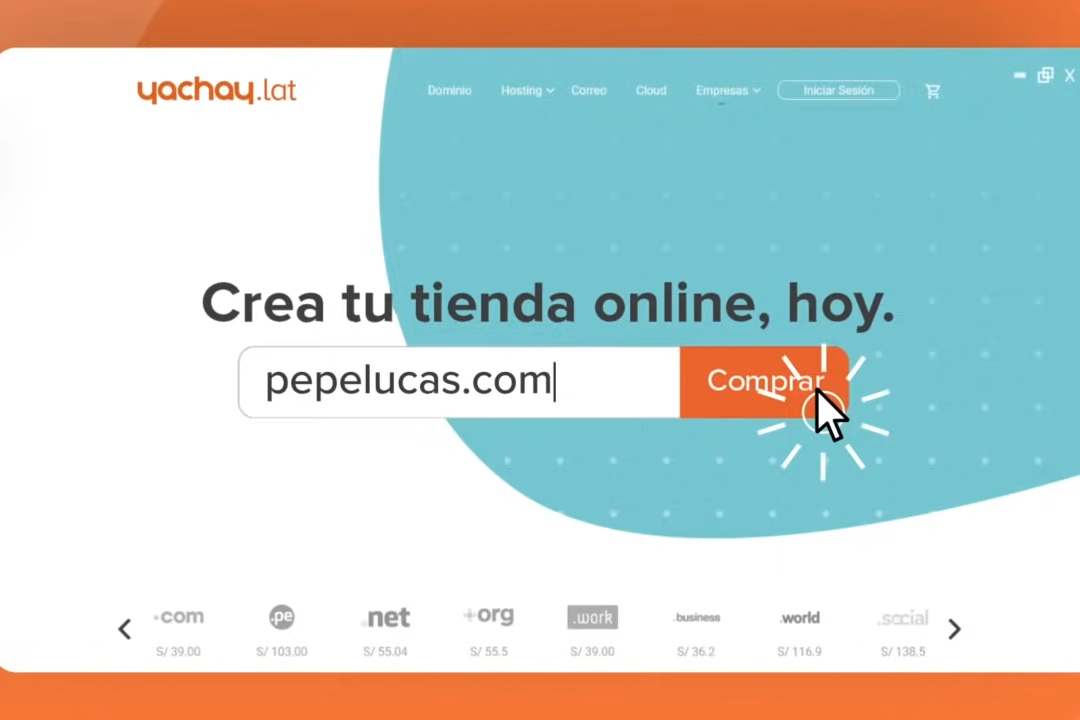 yachay.lat
Dominio Hosting Correo Cloud Empresas Iniciar Sesión X
Crea tu tienda online, hoy.
pepelucas.com Comprar
.com .pe .net .org .work .business .world .social
S/ 39.00 S/ 103.00 S/ 55.04 S/ 55.5 S/ 39.00 S/ 36.2 S/ 116.9 S/ 138.5